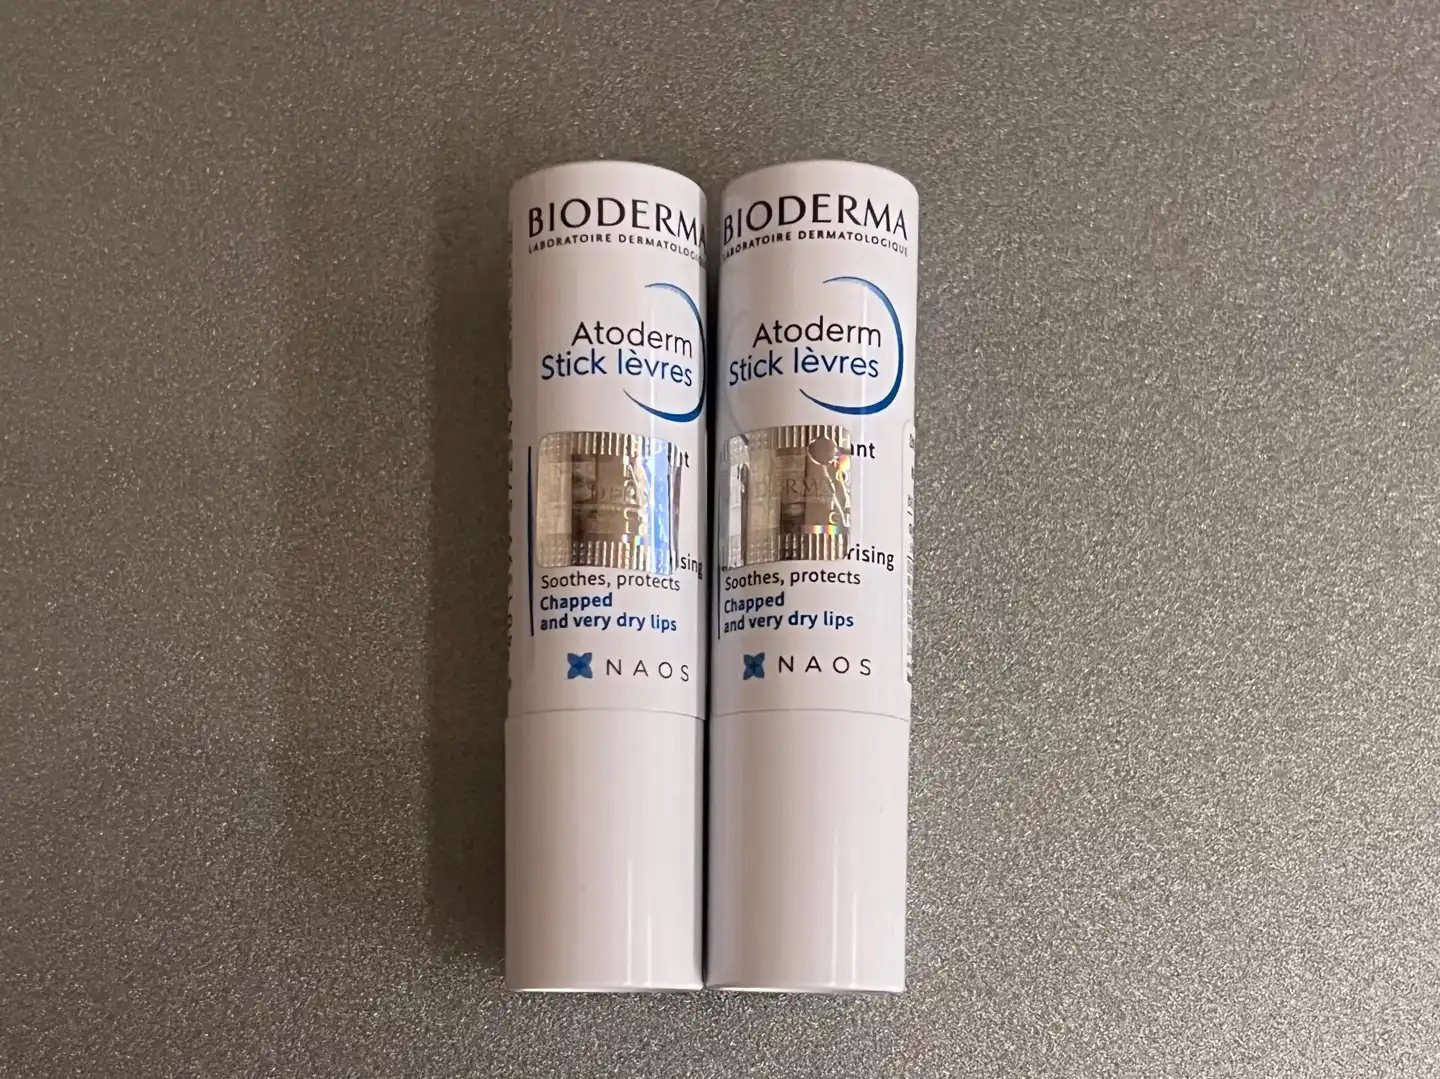 BIODERMA
LABORATOIRE DERMATOLOGIQUE
Atoderm
Stick lèvres
Soothes, protects
Chapped
and very dry lips
NAOS
BIODERMA
LABORATOIRE DERMATOLOGIQUE
Atoderm
Stick lèvres
Soothes, protects
Chapped
and very dry lips
NAOS